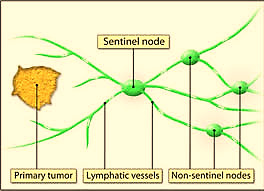 Sentinel node
Primary tumor
Lymphatic vessels
Non-sentinel nodes